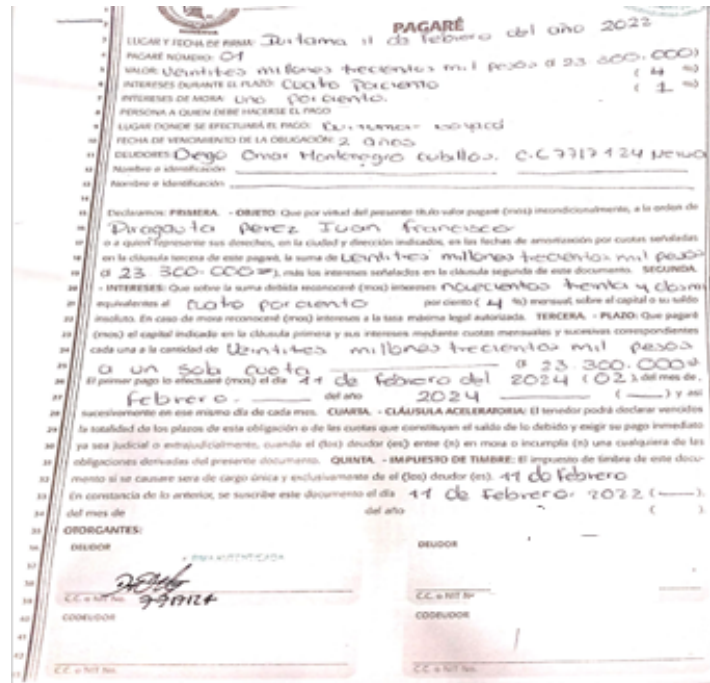 PAGARÉ
LUGAR Y FECHA DE FIRMA: Duitama 11 de Febrero del año 2022
PAGARÉ NÚMERO: 01
VALOR: Veintitres millones trecientos mil pesos ($ 23.300.000)
INTERESES DURANTE EL PLAZO: Cuatro Porciento ( 4 %)
INTERESES DE MORA: Uno Porciento. ( 1 %)
PERSONA A QUIEN DEBE HACERSE EL PAGO
LUGAR DONDE SE EFECTUARÁ EL PAGO: Duitama - Boyacá
FECHA DE VENCIMIENTO DE LA OBLIGACIÓN: 2 años
DEUDORES: Diego Omar Montenegro cubillos. C.C 7717124 Neiva
Nombre e identificación
Nombre e identificación
Declaramos: PRIMERA. - OBJETO: Que por virtud del presente título valor pagaré (mos) incondicionalmente, a la orden de
Piragauta Perez Juan Francisco
o a quien represente sus derechos, en la ciudad y dirección indicados, en las fechas de amortización por cuotas señaladas
en la cláusula tercera de este pagaré, la suma de Veintitres millones trecientos mil pesos
($ 23.300.000), más los intereses señalados en la cláusula segunda de este documento. SEGUNDA.
- INTERESES: Que sobre la suma debida reconoceré (mos) intereses novecientos treinta y dos mil
equivalentes al cuatro porciento por ciento ( 4 %) mensual, sobre el capital o su saldo
insoluto. En caso de mora reconoceré (mos) intereses a la tasa máxima legal autorizada. TERCERA. - PLAZO: Que pagaré
(mos) el capital indicado en la cláusula primera y sus intereses mediante cuotas mensuales y sucesivas correspondientes
cada una a la cantidad de Veintitres millones trecientos mil pesos
a un sola cuota ($ 23.300.000
El primer pago lo efectuaré (mos) el día 11 de febrero del 2024 ( 02 ) del mes de
Febrero. del año 2024 ( ) y así
sucesivamente en ese mismo día de cada mes. CUARTA. - CLÁUSULA ACELERATORIA: El tenedor podrá declarar vencidos
la totalidad de los plazos de esta obligación o de las cuotas que constituyan el saldo de lo debido y exigir su pago inmediato
ya sea judicial o extrajudicialmente, cuando el (los) deudor (es) entre (n) en mora o incumpla (n) una cualquiera de las
obligaciones derivadas del presente documento. QUINTA. - IMPUESTO DE TIMBRE: El impuesto de timbre de este docu-
mento si se causare sera de cargo única y exclusivamente de el (los) deudor (es). 11 de Febrero
En constancia de lo anterior, se suscribe este documento el día 11 de Febrero. 2022 ( ).
del mes de del año ( ).
OTORGANTES:
DEUDOR DEUDOR
FIRMA AUTENTICADA
C.C. o NIT No. C.C. o NIT No
CODEUDOR CODEUDOR
C.C. o NIT No. C.C. o NIT No.